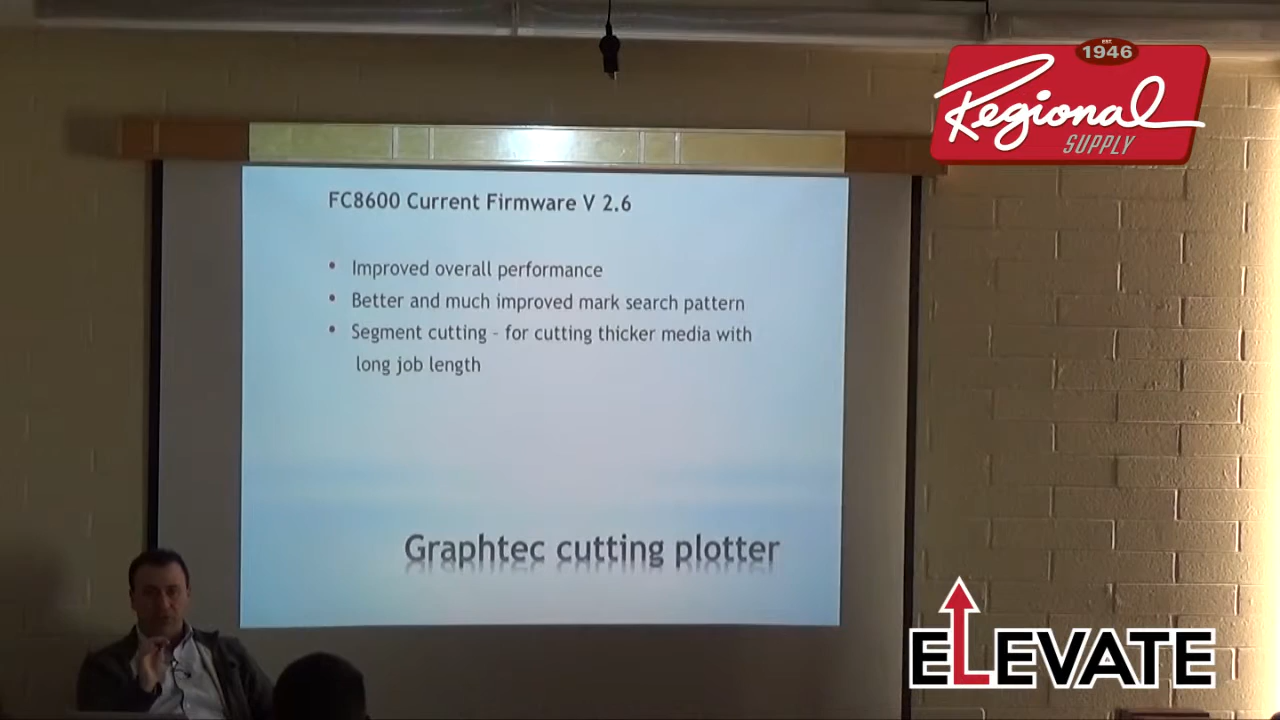 EST.
1946
Regional
SUPPLY
FC8600 Current Firmware V 2.6
• Improved overall performance
• Better and much improved mark search pattern
• Segment cutting – for cutting thicker media with
long job length
Graphtec cutting plotter
ELEVATE